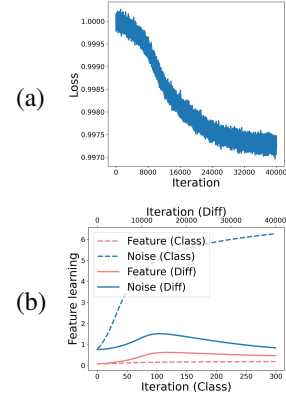 (a)
Loss
1.0000
0.9995
0.9990
0.9985
0.9980
0.9975
0.9970
0 8000 16000 24000 32000 40000
Iteration
(b)
Iteration (Diff)
0 10000 20000 30000 40000
Feature learning
6
5
4
3
2
1
0
Feature (Class)
Noise (Class)
Feature (Diff)
Noise (Diff)
0 50 100 150 200 250 300
Iteration (Class)